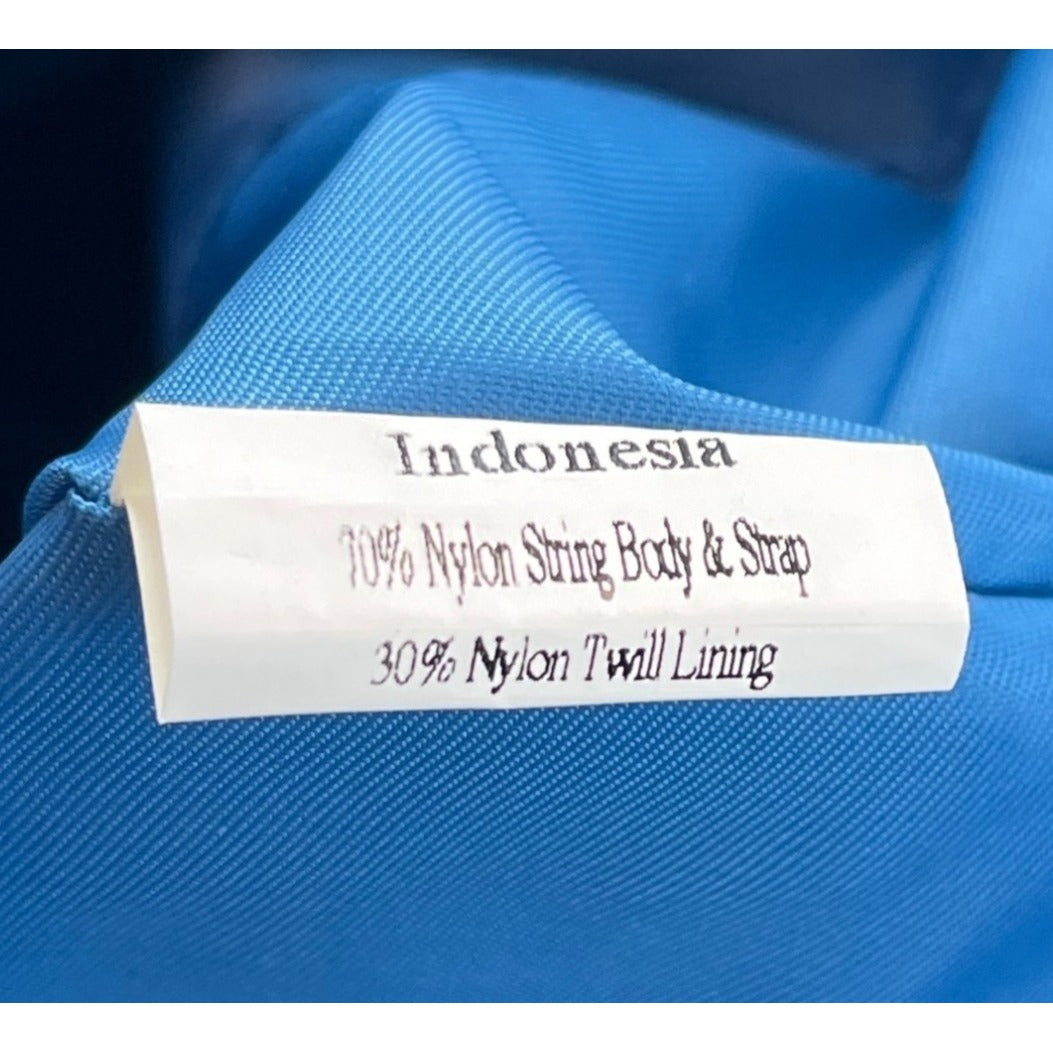 Indonesia
70% Nylon String Body & Strap
30% Nylon Twill Lining